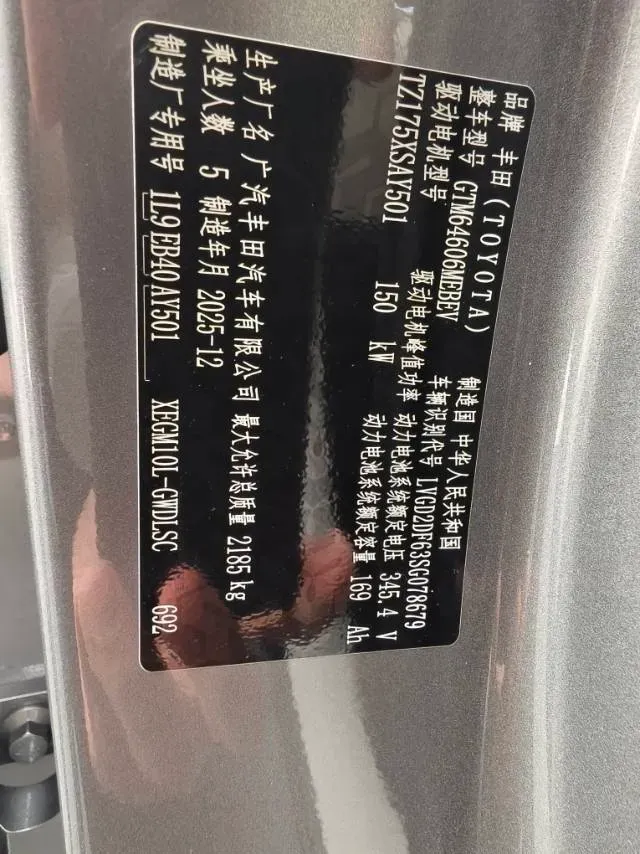 品牌 丰田(TOYOTA) 制造国 中华人民共和国
整车型号 GTM64606MEBEV 车辆识别代号 LVGD2DF63SG078679
驱动电机型号 驱动电机峰值功率 动力电池系统额定电压 345.4 V
TZ175XSAY501 150 kW 动力电池系统额定容量 169 Ah
生产厂名 广汽丰田汽车有限公司 最大允许总质量 2185 kg
乘坐人数 5 制造年月 2025-12
制造厂专用号 1L9 EB40 AY501 XEGM10L-GWDLSC 692